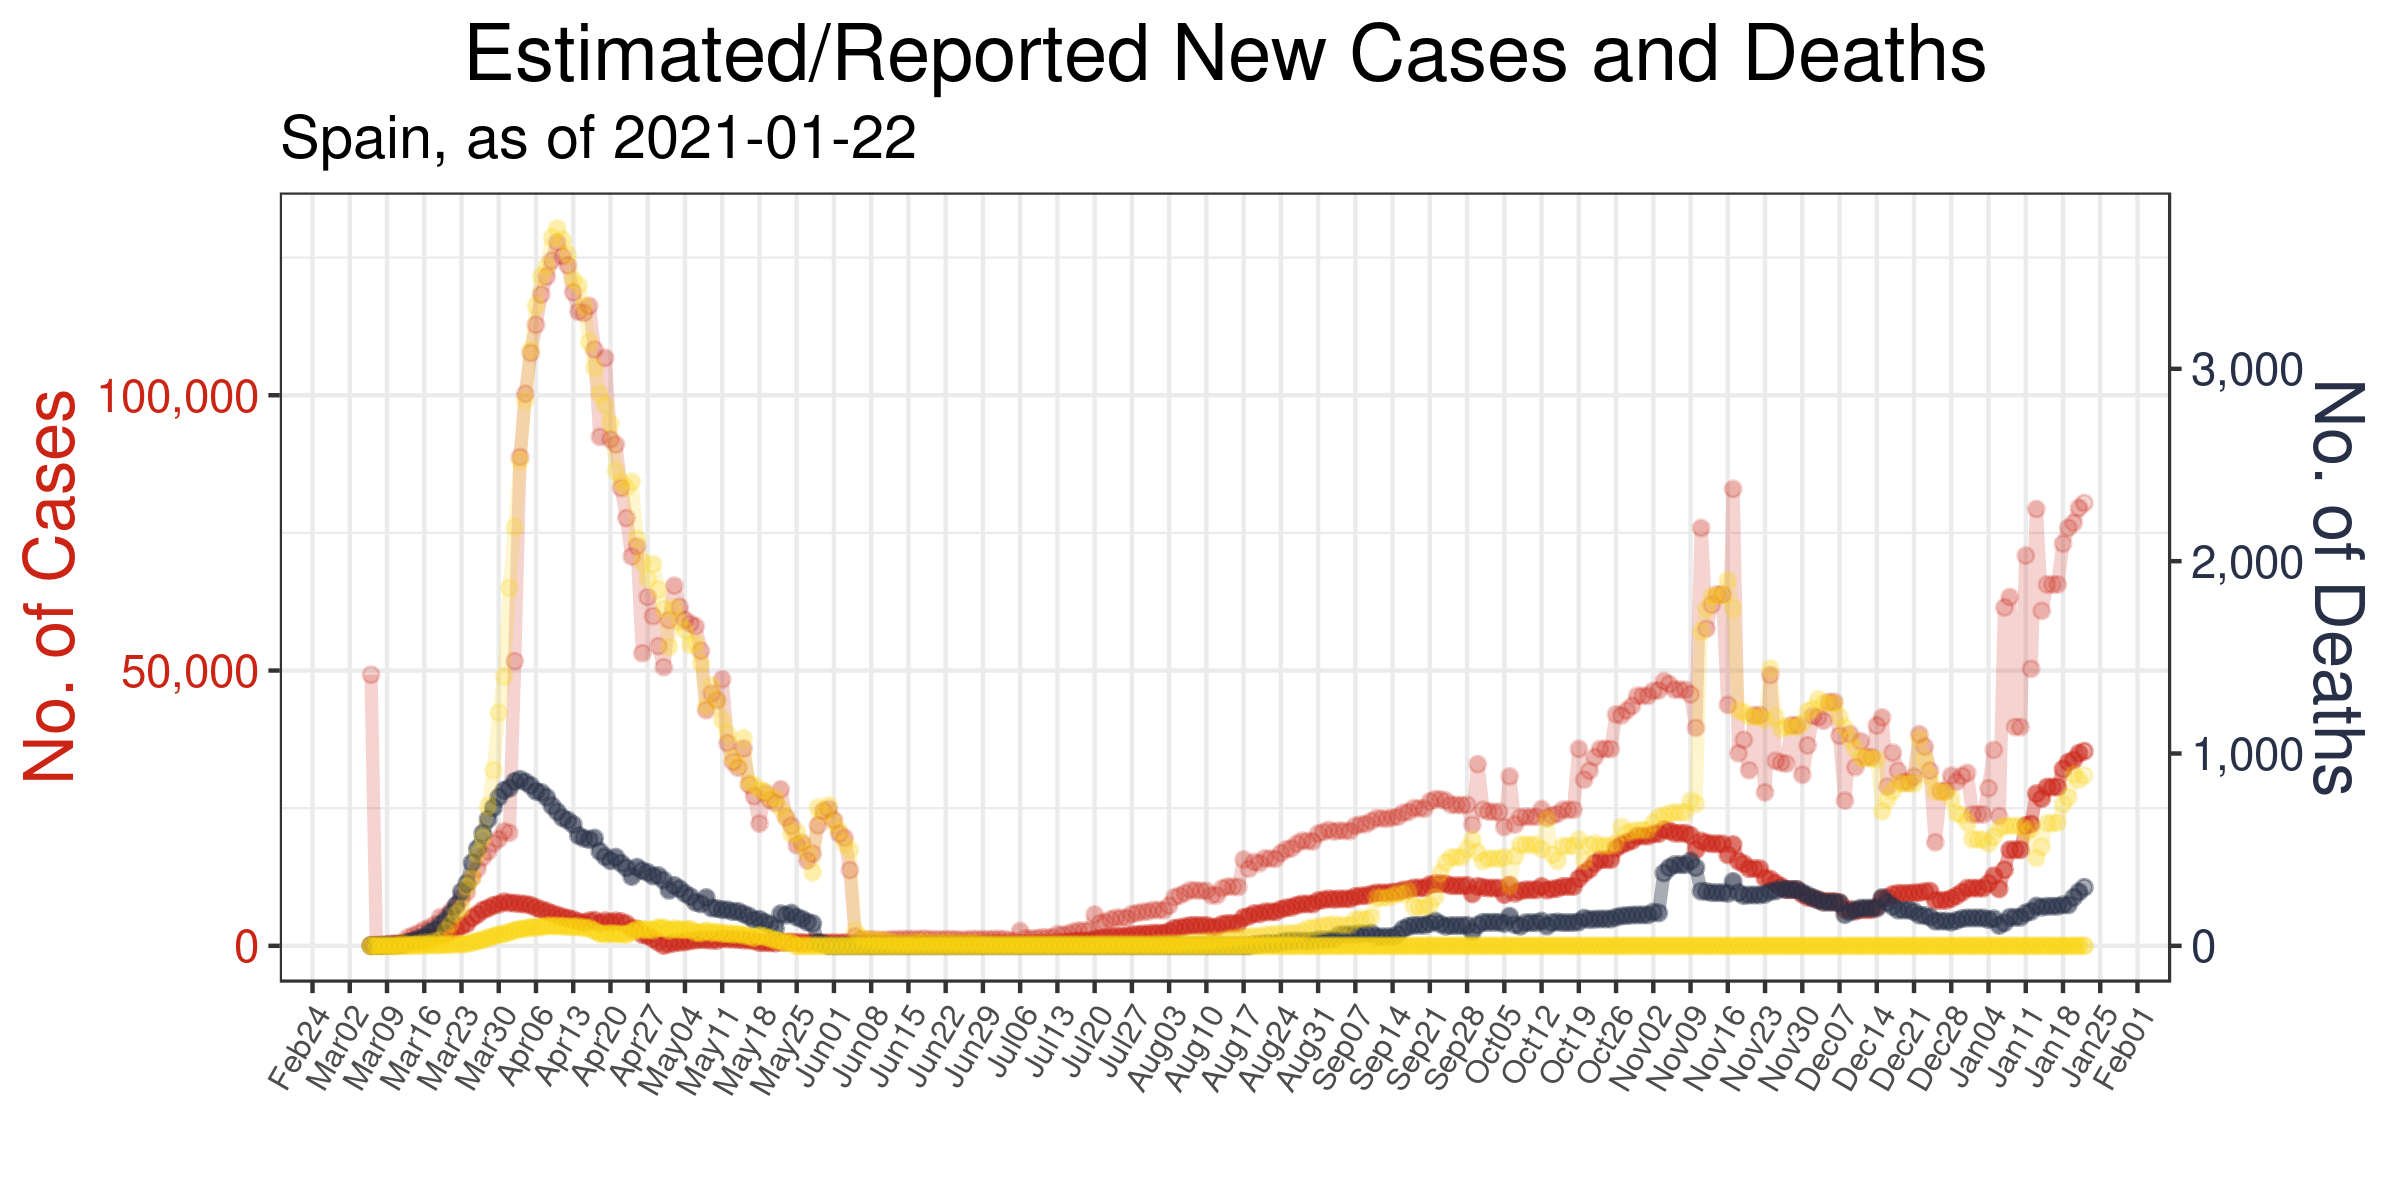 Estimated/Reported New Cases and Deaths
Spain, as of 2021-01-22
No. of Cases
100,000
50,000
0
3,000
2,000
1,000
0
No. of Deaths
Feb24
Mar02
Mar09
Mar16
Mar23
Mar30
Apr06
Apr13
Apr20
Apr27
May04
May11
May18
May25
Jun01
Jun08
Jun15
Jun22
Jun29
Jul06
Jul13
Jul20
Jul27
Aug03
Aug10
Aug17
Aug24
Aug31
Sep07
Sep14
Sep21
Sep28
Oct05
Oct12
Oct19
Oct26
Nov02
Nov09
Nov16
Nov23
Nov30
Dec07
Dec14
Dec21
Dec28
Jan04
Jan11
Jan18
Jan25
Feb01